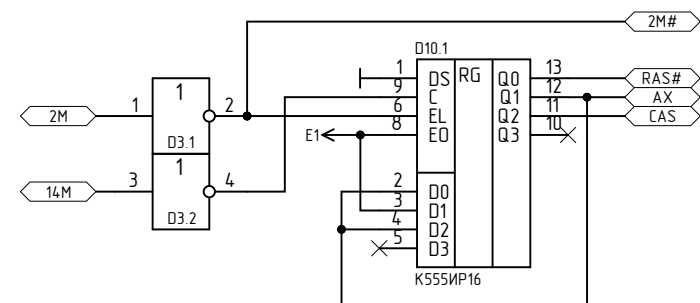 2M#
D10.1
1 DS RG Q0 13 RAS#
9 C Q1 12 AX
2M 1 1 2 6 EL Q2 11 CAS
D3.1 E1 8 E0 Q3 10
14M 3 1 4 2 D0
D3.2 3 D1
4 D2
5 D3
К555ИР16